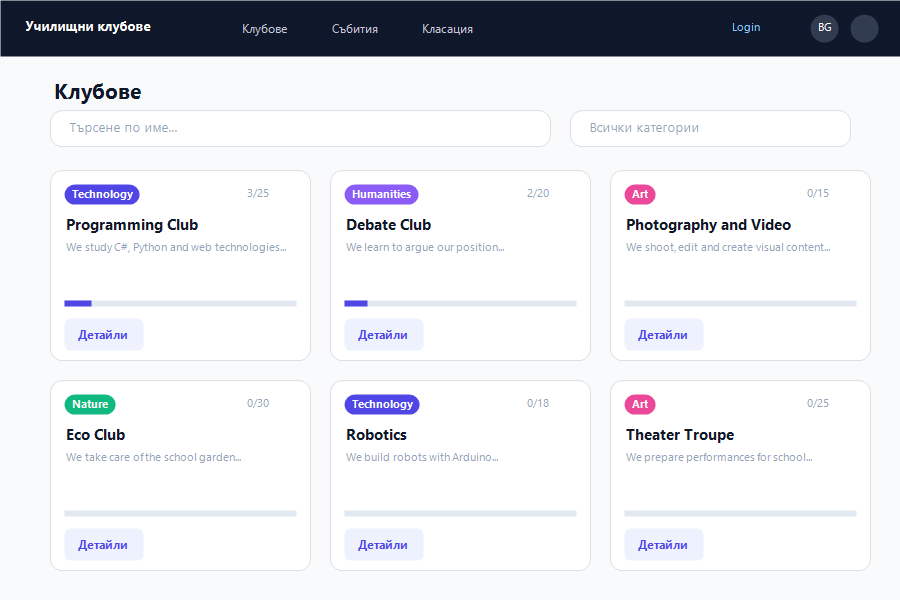 Училищни клубове
Клубове
Събития
Класация
Login
BG
Клубове
Търсене по име...
Всички категории
Technology
3/25
Programming Club
We study C#, Python and web technologies...
Детайли
Humanities
2/20
Debate Club
We learn to argue our position...
Детайли
Art
0/15
Photography and Video
We shoot, edit and create visual content...
Детайли
Nature
0/30
Eco Club
We take care of the school garden...
Детайли
Technology
0/18
Robotics
We build robots with Arduino...
Детайли
Art
0/25
Theater Troupe
We prepare performances for school...
Детайли